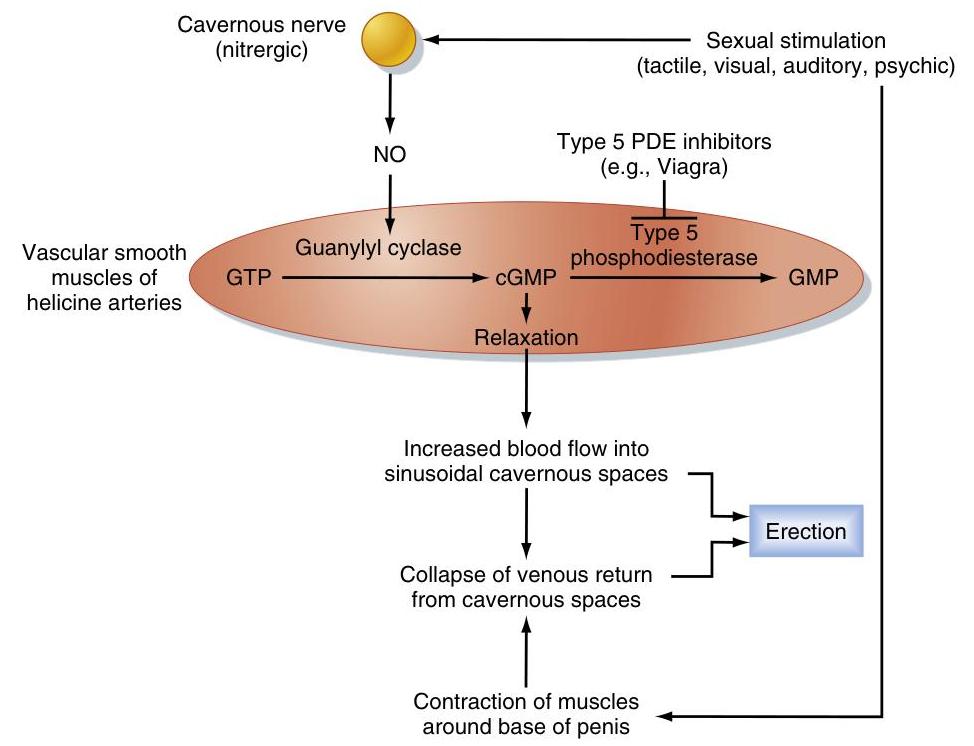 Cavernous nerve
(nitrergic)
Sexual stimulation
(tactile, visual, auditory, psychic)
NO
Type 5 PDE inhibitors
(e.g., Viagra)
Vascular smooth
muscles of
helicine arteries
Guanylyl cyclase
Type 5
phosphodiesterase
GTP
cGMP
GMP
Relaxation
Increased blood flow into
sinusoidal cavernous spaces
Erection
Collapse of venous return
from cavernous spaces
Contraction of muscles
around base of penis